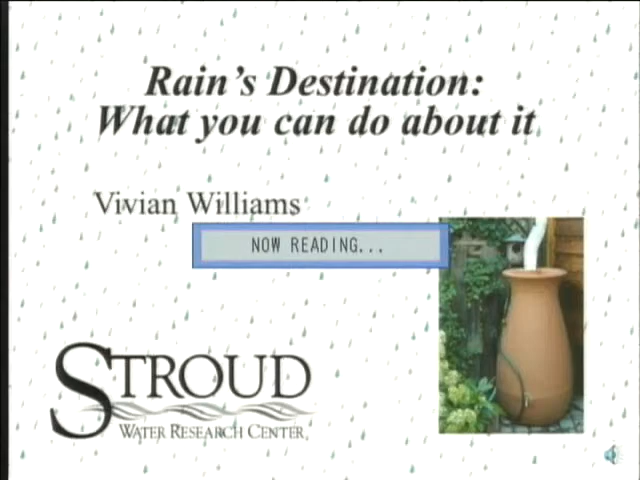 Rain's Destination:
What you can do about it
Vivian Williams
NOW READING...
STROUD
WATER RESEARCH CENTER